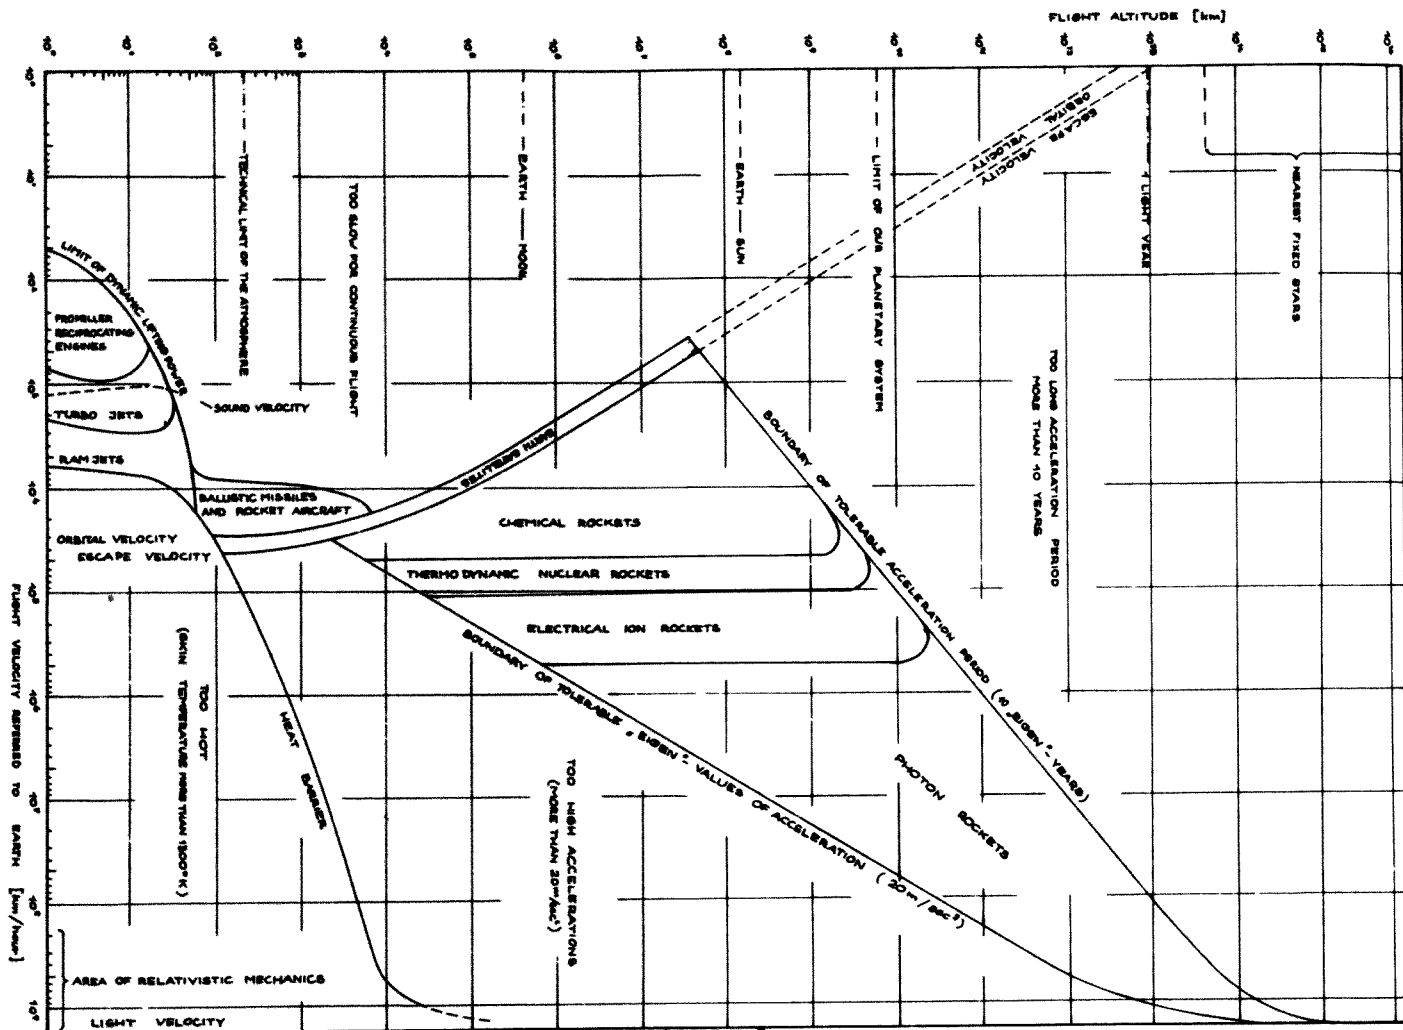 FLIGHT ALTITUDE [km]
ORBITAL VELOCITY
ESCAPE VELOCITY
TECHNICAL LIMIT OF THE ATMOSPHERE
TOO SLOW FOR CONTINUOUS FLIGHT
EARTH — MOON
EARTH — SUN
LIMIT OF OUR PLANETARY SYSTEM
1 LIGHT YEAR
NEAREST FIXED STARS
LIMIT OF DYNAMIC LIFTING POWER
PROPELLER
RECIPROCATING
ENGINES
SOUND VELOCITY
TURBO JETS
RAM JETS
BALLISTIC MISSILES
AND ROCKET AIRCRAFT
EARTH SATELLITES
TOO LONG ACCELERATION PERIOD
MORE THAN 10 YEARS
BOUNDARY OF TOLERABLE ACCELERATION PERIOD (10 „EIGEN"-YEARS)
CHEMICAL ROCKETS
ORBITAL VELOCITY
ESCAPE VELOCITY
THERMODYNAMIC NUCLEAR ROCKETS
ELECTRICAL ION ROCKETS
BOUNDARY OF TOLERABLE „EIGEN"-VALUES OF ACCELERATION (20 m/sec²)
PHOTON ROCKETS
TOO HOT
(SKIN TEMPERATURE MORE THAN 1300°K)
HEAT BARRIER
TOO HIGH ACCELERATIONS
(MORE THAN 20 m/sec²)
FLIGHT VELOCITY REFERRED TO EARTH [km/hour]
AREA OF RELATIVISTIC MECHANICS
LIGHT VELOCITY